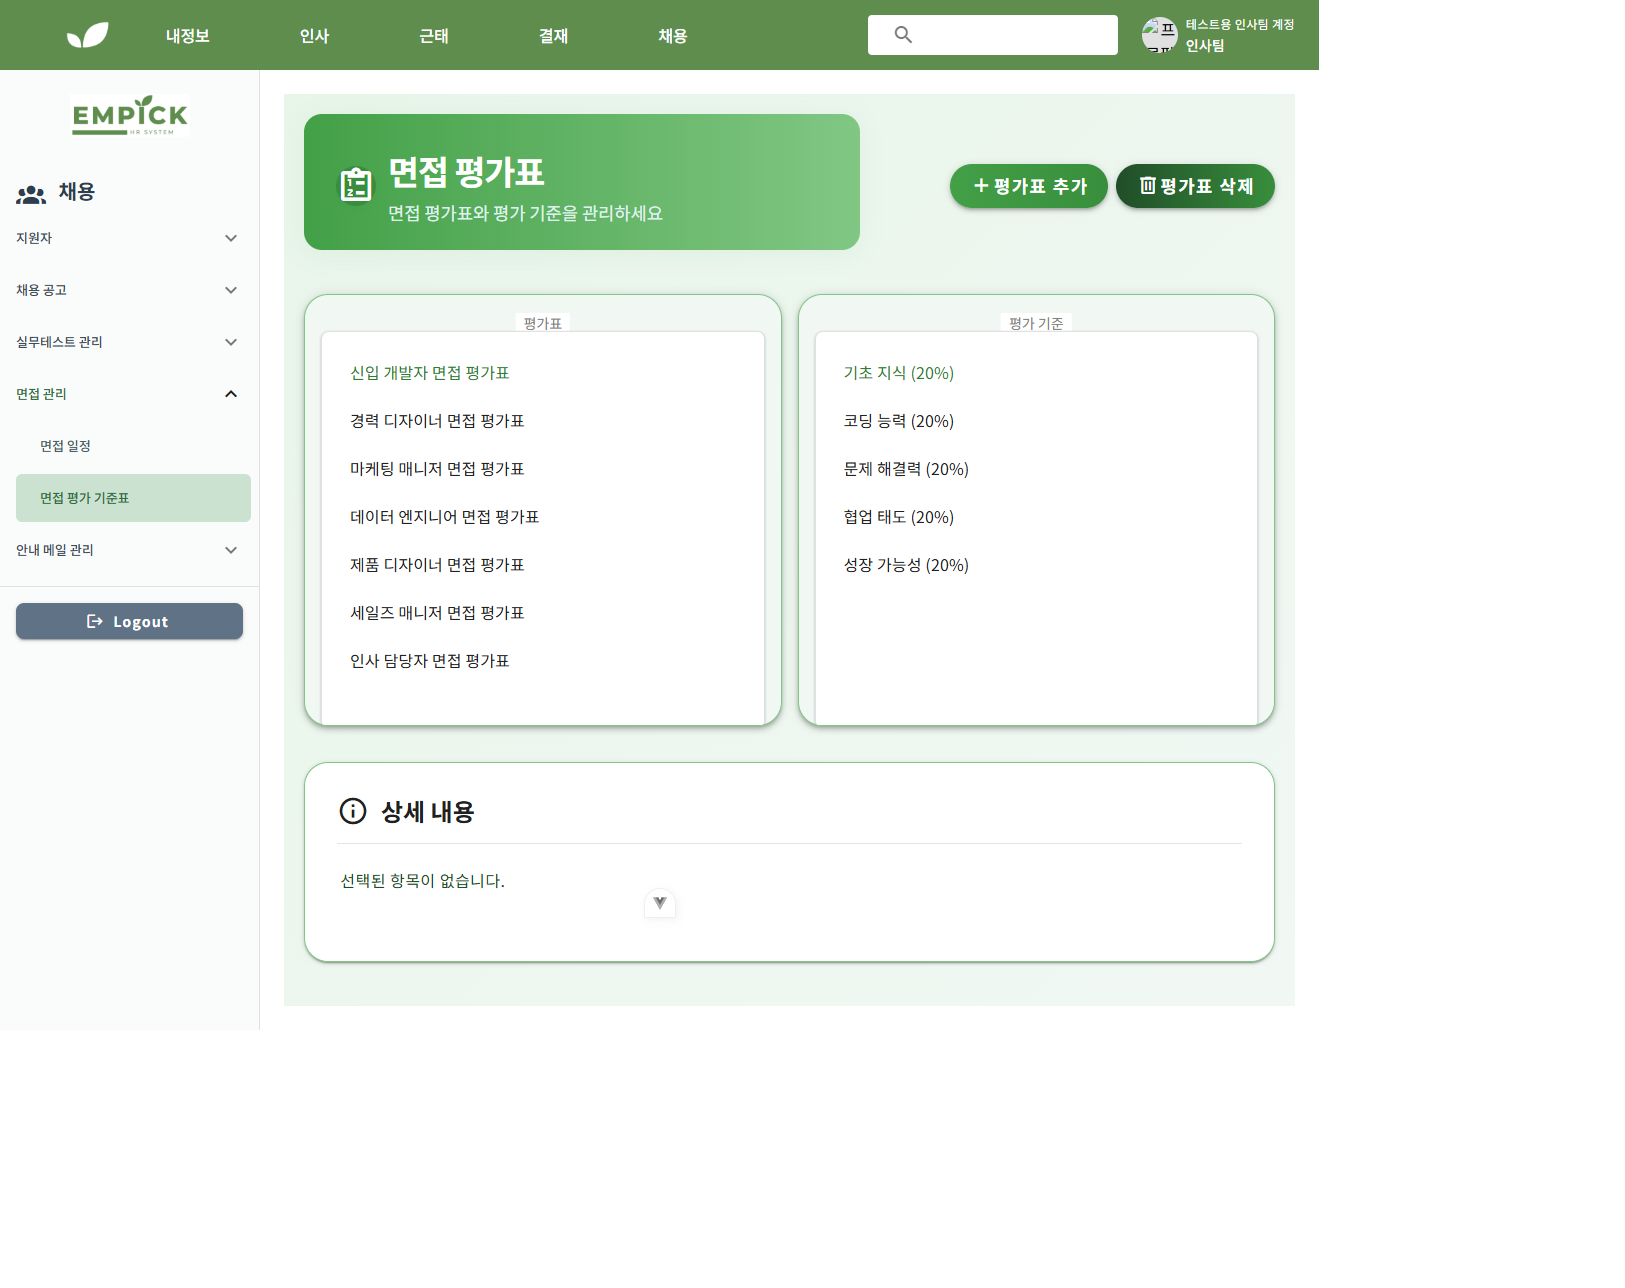 내정보
인사
근태
결재
채용
테스트용 인사팀 계정
인사팀
EMPICK
HR SYSTEM
채용
지원자
채용 공고
실무테스트 관리
면접 관리
면접 일정
면접 평가 기준표
안내 메일 관리
Logout
면접 평가표
면접 평가표와 평가 기준을 관리하세요
평가표 추가
평가표 삭제
평가표
신입 개발자 면접 평가표
경력 디자이너 면접 평가표
마케팅 매니저 면접 평가표
데이터 엔지니어 면접 평가표
제품 디자이너 면접 평가표
세일즈 매니저 면접 평가표
인사 담당자 면접 평가표
평가 기준
기초 지식 (20%)
코딩 능력 (20%)
문제 해결력 (20%)
협업 태도 (20%)
성장 가능성 (20%)
상세 내용
선택된 항목이 없습니다.